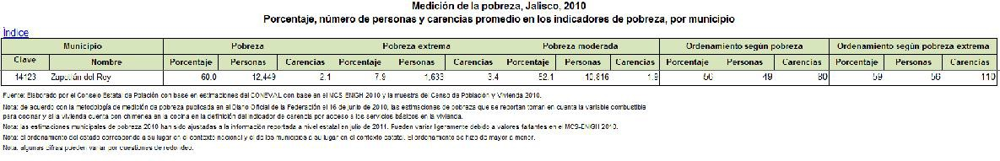 Medición de la pobreza, Jalisco, 2010
Porcentaje, número de personas y carencias promedio en los indicadores de pobreza, por municipio
Índice
Municipio Pobreza Pobreza extrema Pobreza moderada Ordenamiento según pobreza Ordenamiento según pobreza extrema
Clave Nombre Porcentaje Personas Carencias Porcentaje Personas Carencias Porcentaje Personas Carencias Porcentaje Personas Carencias Porcentaje Personas Carencias
14123 Zapotlán del Rey 60.0 12,449 2.1 7.9 1,633 3.4 52.1 10,816 1.9 56 49 80 59 56 110
Fuente: Elaborado por el Consejo Estatal de Población con base en estimaciones del CONEVAL con base en el MCS-ENIGH 2010 y la muestra del Censo de Población y Vivienda 2010.
Nota: de acuerdo con la metodología de medición de pobreza publicada en el Diario Oficial de la Federación el 16 de junio de 2010, las estimaciones de pobreza que se reportan toman en cuenta la variable combustible
para cocinar y si la vivienda cuenta con chimenea en la cocina en la definición del indicador de carencia por acceso a los servicios básicos en la vivienda.
Nota: las estimaciones municipales de pobreza 2010 han sido ajustadas a la información reportada a nivel estatal en julio de 2011. Pueden variar ligeramente debido a valores faltantes en el MCS-ENIGH 2010.
Nota: el ordenamiento del estado corresponde a su lugar en el contexto nacional y el de los municipios a su lugar en el contexto estatal. El ordenamiento se hizo de mayor a menor.
Nota: algunas cifras pueden variar por cuestiones de redondeo.